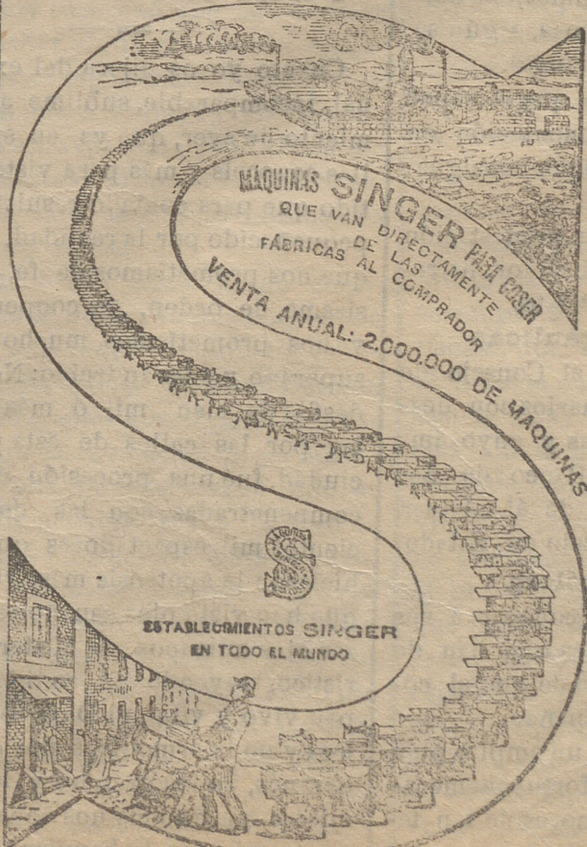 MÁQUINAS SINGER PARA COSER
QUE VAN DIRECTAMENTE
DE LAS
FÁBRICAS AL COMPRADOR
VENTA ANUAL: 2.000.000 DE MAQUINAS
S
ESTABLECIMIENTOS SINGER
EN TODO EL MUNDO